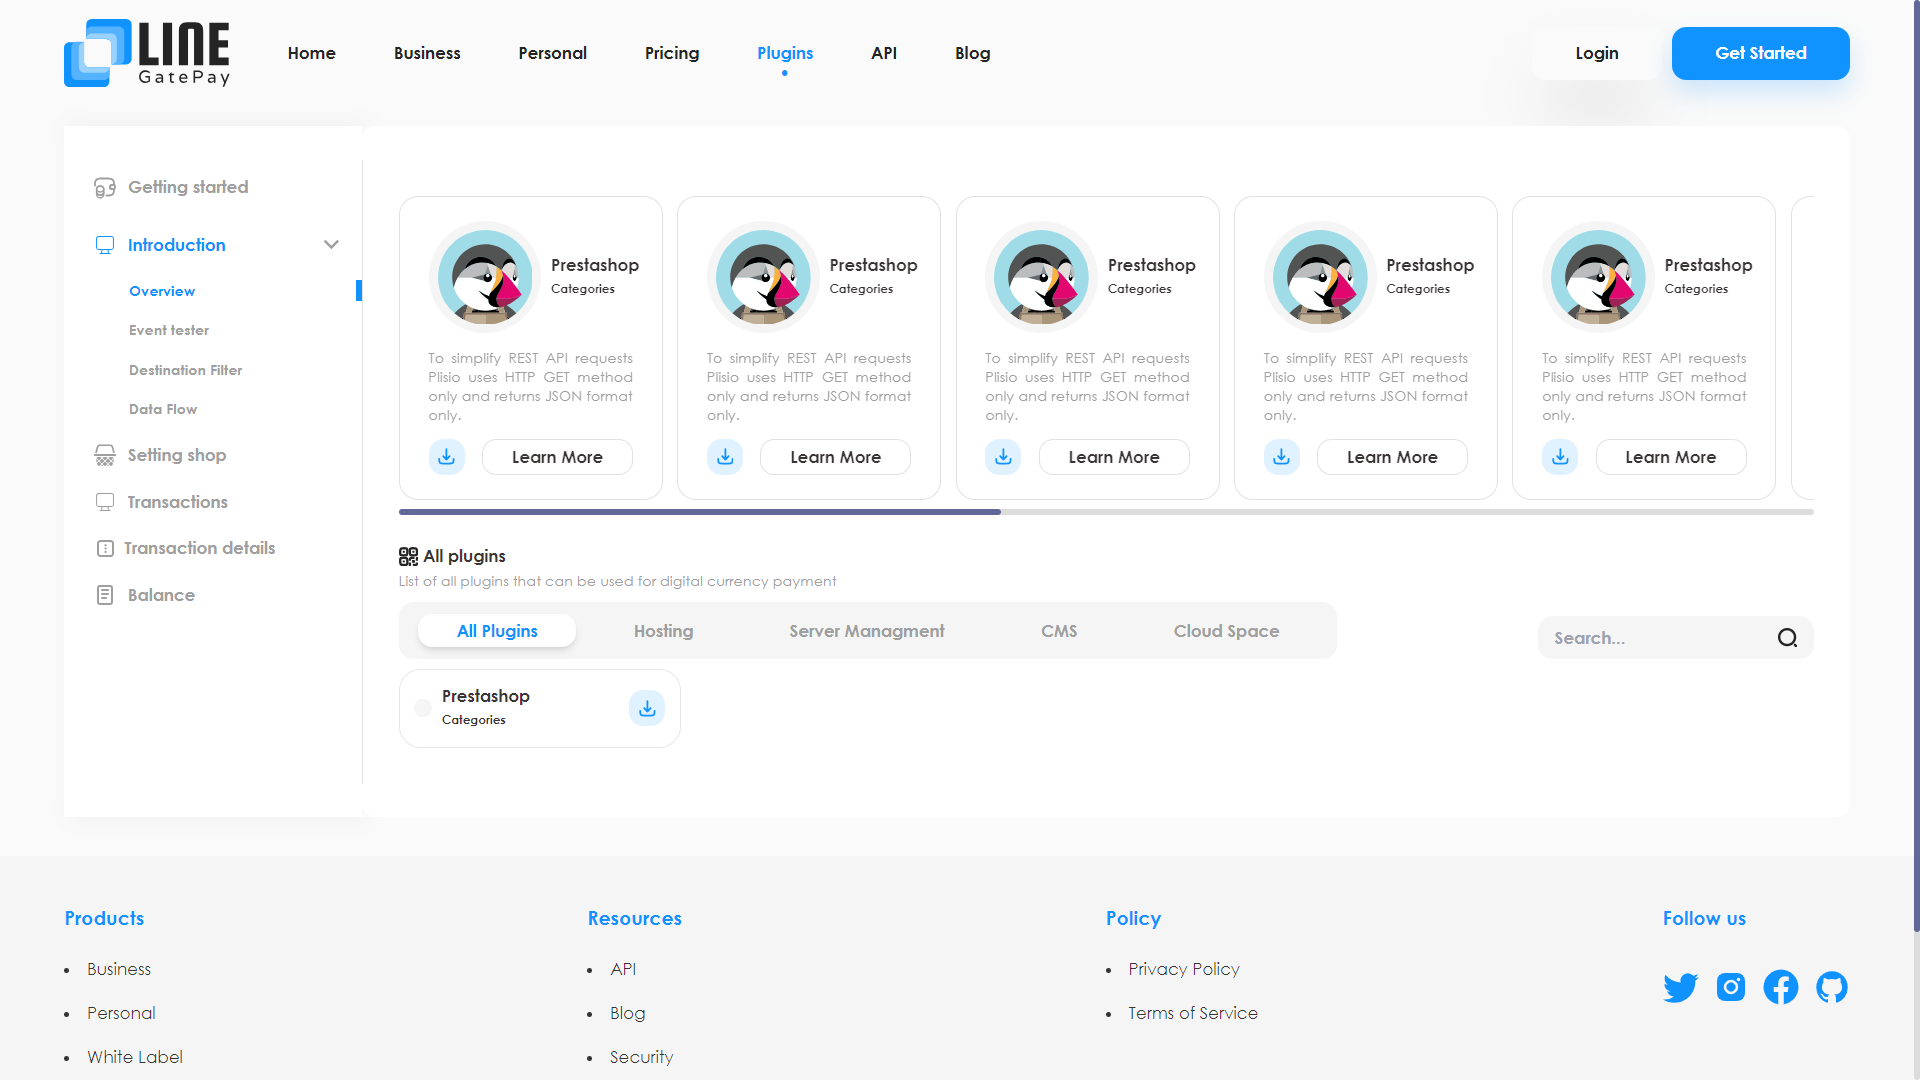 LINE
GatePay
Home
Business
Personal
Pricing
Plugins
API
Blog
Login
Get Started
Getting started
Introduction
Overview
Event tester
Destination Filter
Data Flow
Setting shop
Transactions
Transaction details
Balance
Prestashop
Categories
To simplify REST API requests
Plisio uses HTTP GET method
only and returns JSON format
only.
Learn More
Prestashop
Categories
To simplify REST API requests
Plisio uses HTTP GET method
only and returns JSON format
only.
Learn More
Prestashop
Categories
To simplify REST API requests
Plisio uses HTTP GET method
only and returns JSON format
only.
Learn More
Prestashop
Categories
To simplify REST API requests
Plisio uses HTTP GET method
only and returns JSON format
only.
Learn More
Prestashop
Categories
To simplify REST API requests
Plisio uses HTTP GET method
only and returns JSON format
only.
Learn More
All plugins
List of all plugins that can be used for digital currency payment
All Plugins
Hosting
Server Managment
CMS
Cloud Space
Search...
Prestashop
Categories
Products
Business
Personal
White Label
Resources
API
Blog
Security
Policy
Privacy Policy
Terms of Service
Follow us